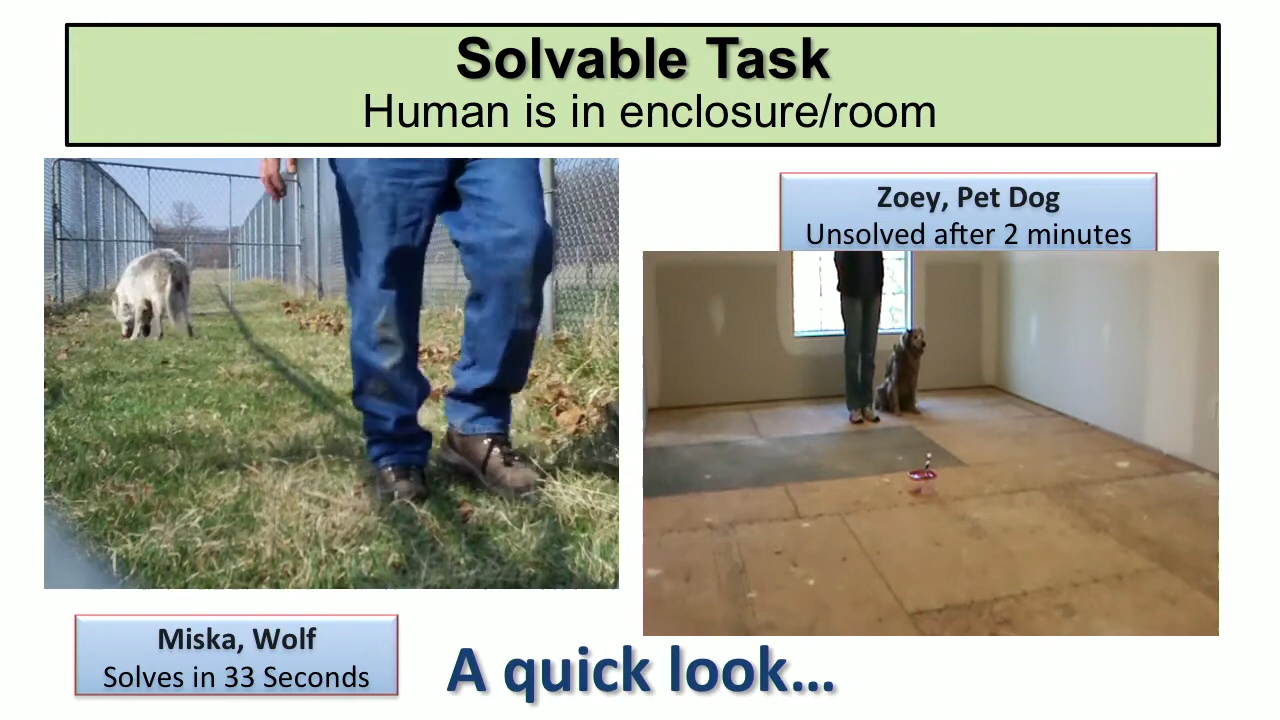 Solvable Task
Human is in enclosure/room
Zoey, Pet Dog
Unsolved after 2 minutes
Miska, Wolf
Solves in 33 Seconds
A quick look...